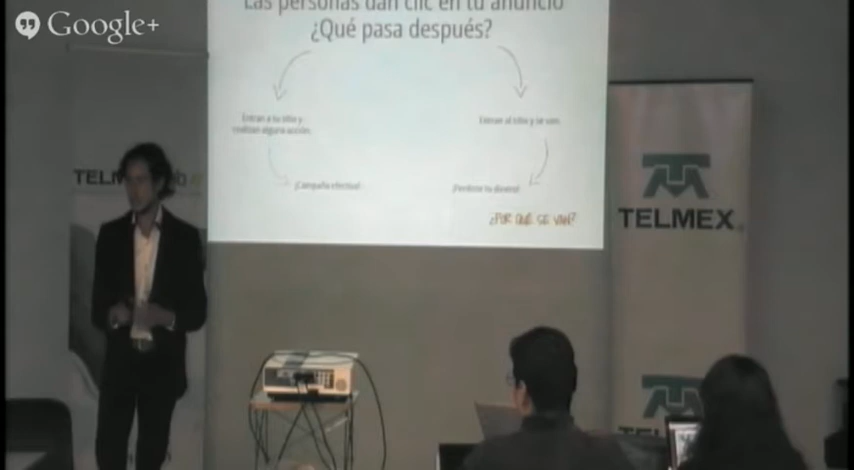 Google+
Las personas dan clic en tu anuncio
¿Qué pasa después?
Entran a tu sitio y
realizan alguna acción
Entran al sitio y se van
¡Campaña efectiva!
¡Perdiste tu dinero!
¿POR QUÉ SE VAN?
TELM
b
TELMEX